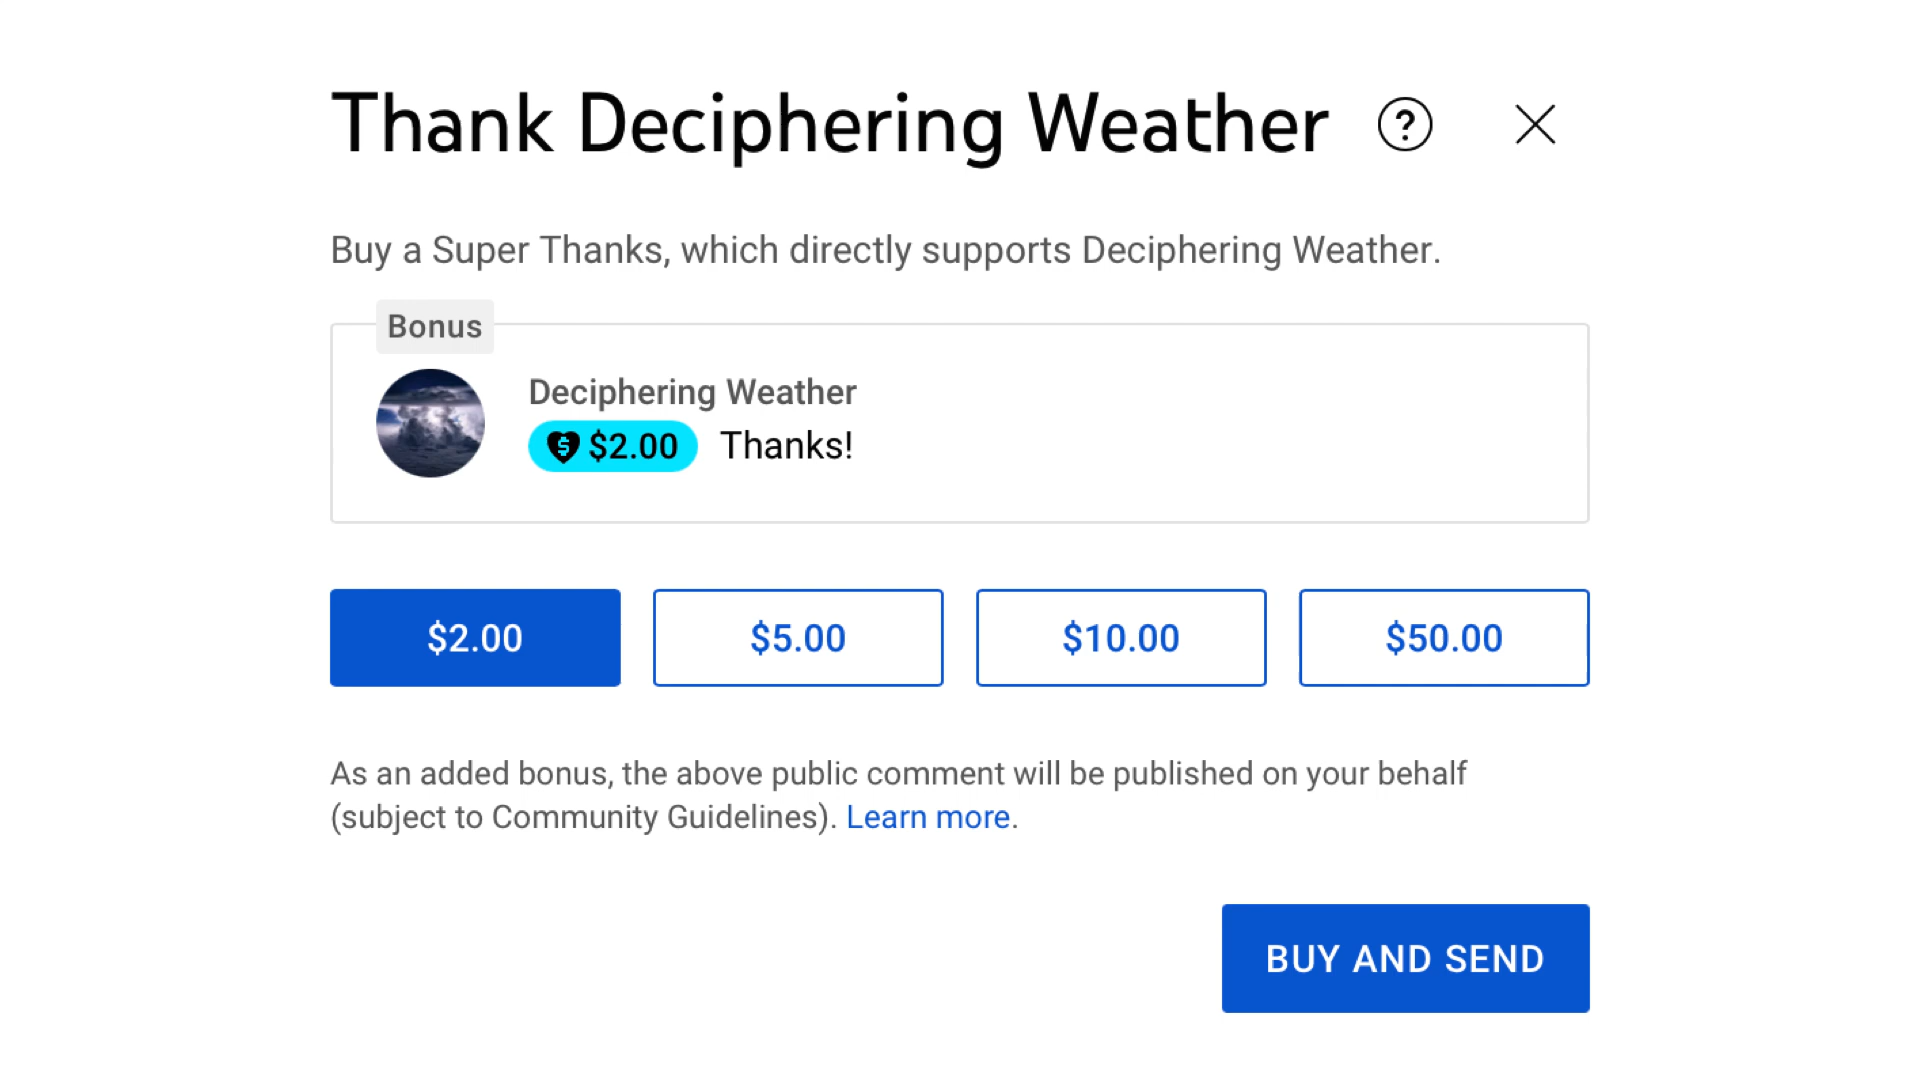 Thank Deciphering Weather ?
Buy a Super Thanks, which directly supports Deciphering Weather.
Bonus
Deciphering Weather
$ $2.00 Thanks!
$2.00 $5.00 $10.00 $50.00
As an added bonus, the above public comment will be published on your behalf
(subject to Community Guidelines). Learn more.
BUY AND SEND